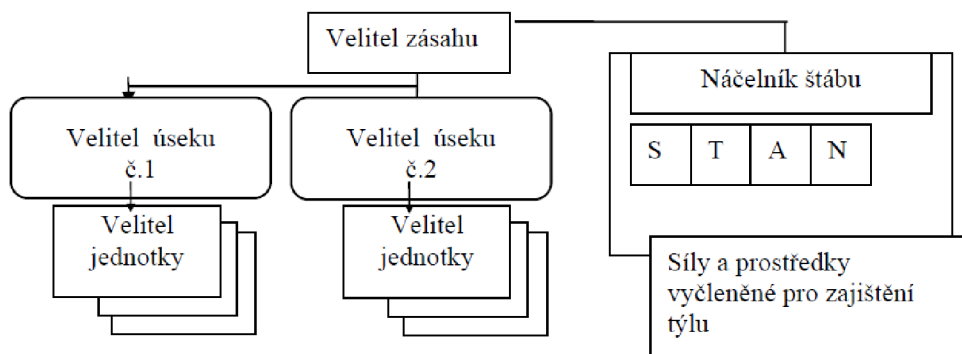 Velitel zásahu
Náčelník štábu
Velitel úseku
č.1
Velitel úseku
č.2
S T A N
Velitel
jednotky
Velitel
jednotky
Síly a prostředky
vyčleněné pro zajištění
týlu